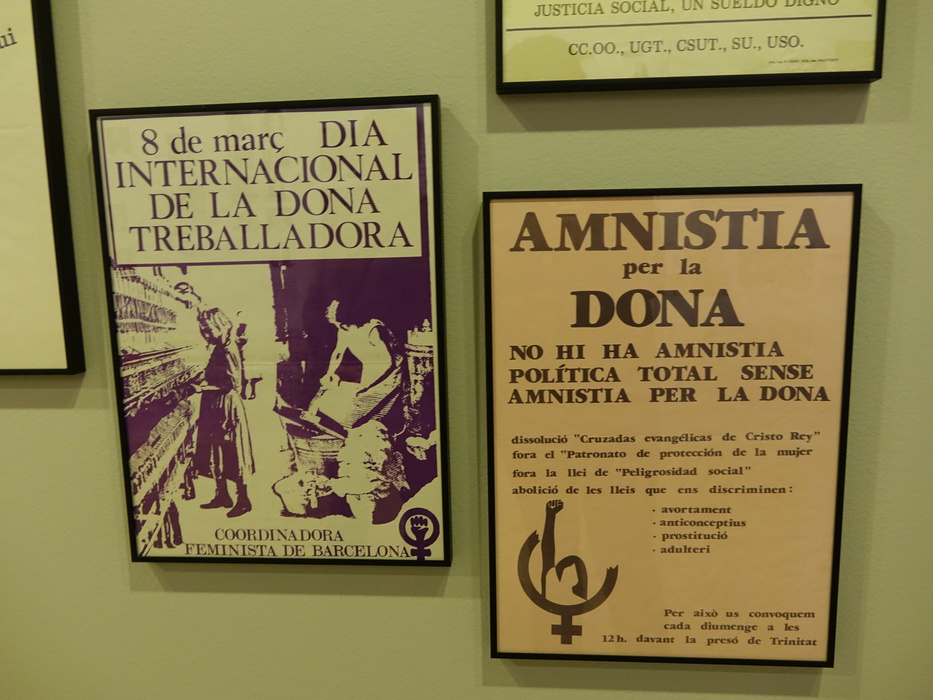 ui
8 de març DIA
INTERNACIONAL
DE LA DONA
TREBALLADORA
COORDINADORA
FEMINISTA DE BARCELONA
JUSTICIA SOCIAL, UN SUELDO DIGNO
CC.OO., UGT., CSUT., SU., USO.
AMNISTIA
per la
DONA
NO HI HA AMNISTIA
POLÍTICA TOTAL SENSE
AMNISTIA PER LA DONA
dissolució "Cruzadas evangélicas de Cristo Rey"
fora el "Patronato de protección de la mujer
fora la llei de "Peligrosidad social"
abolició de les lleis que ens discriminen:
· avortament
· anticonceptius
· prostitució
· adulteri
Per això us convoquem
cada diumenge a les
12 h. davant la presó de Trinitat